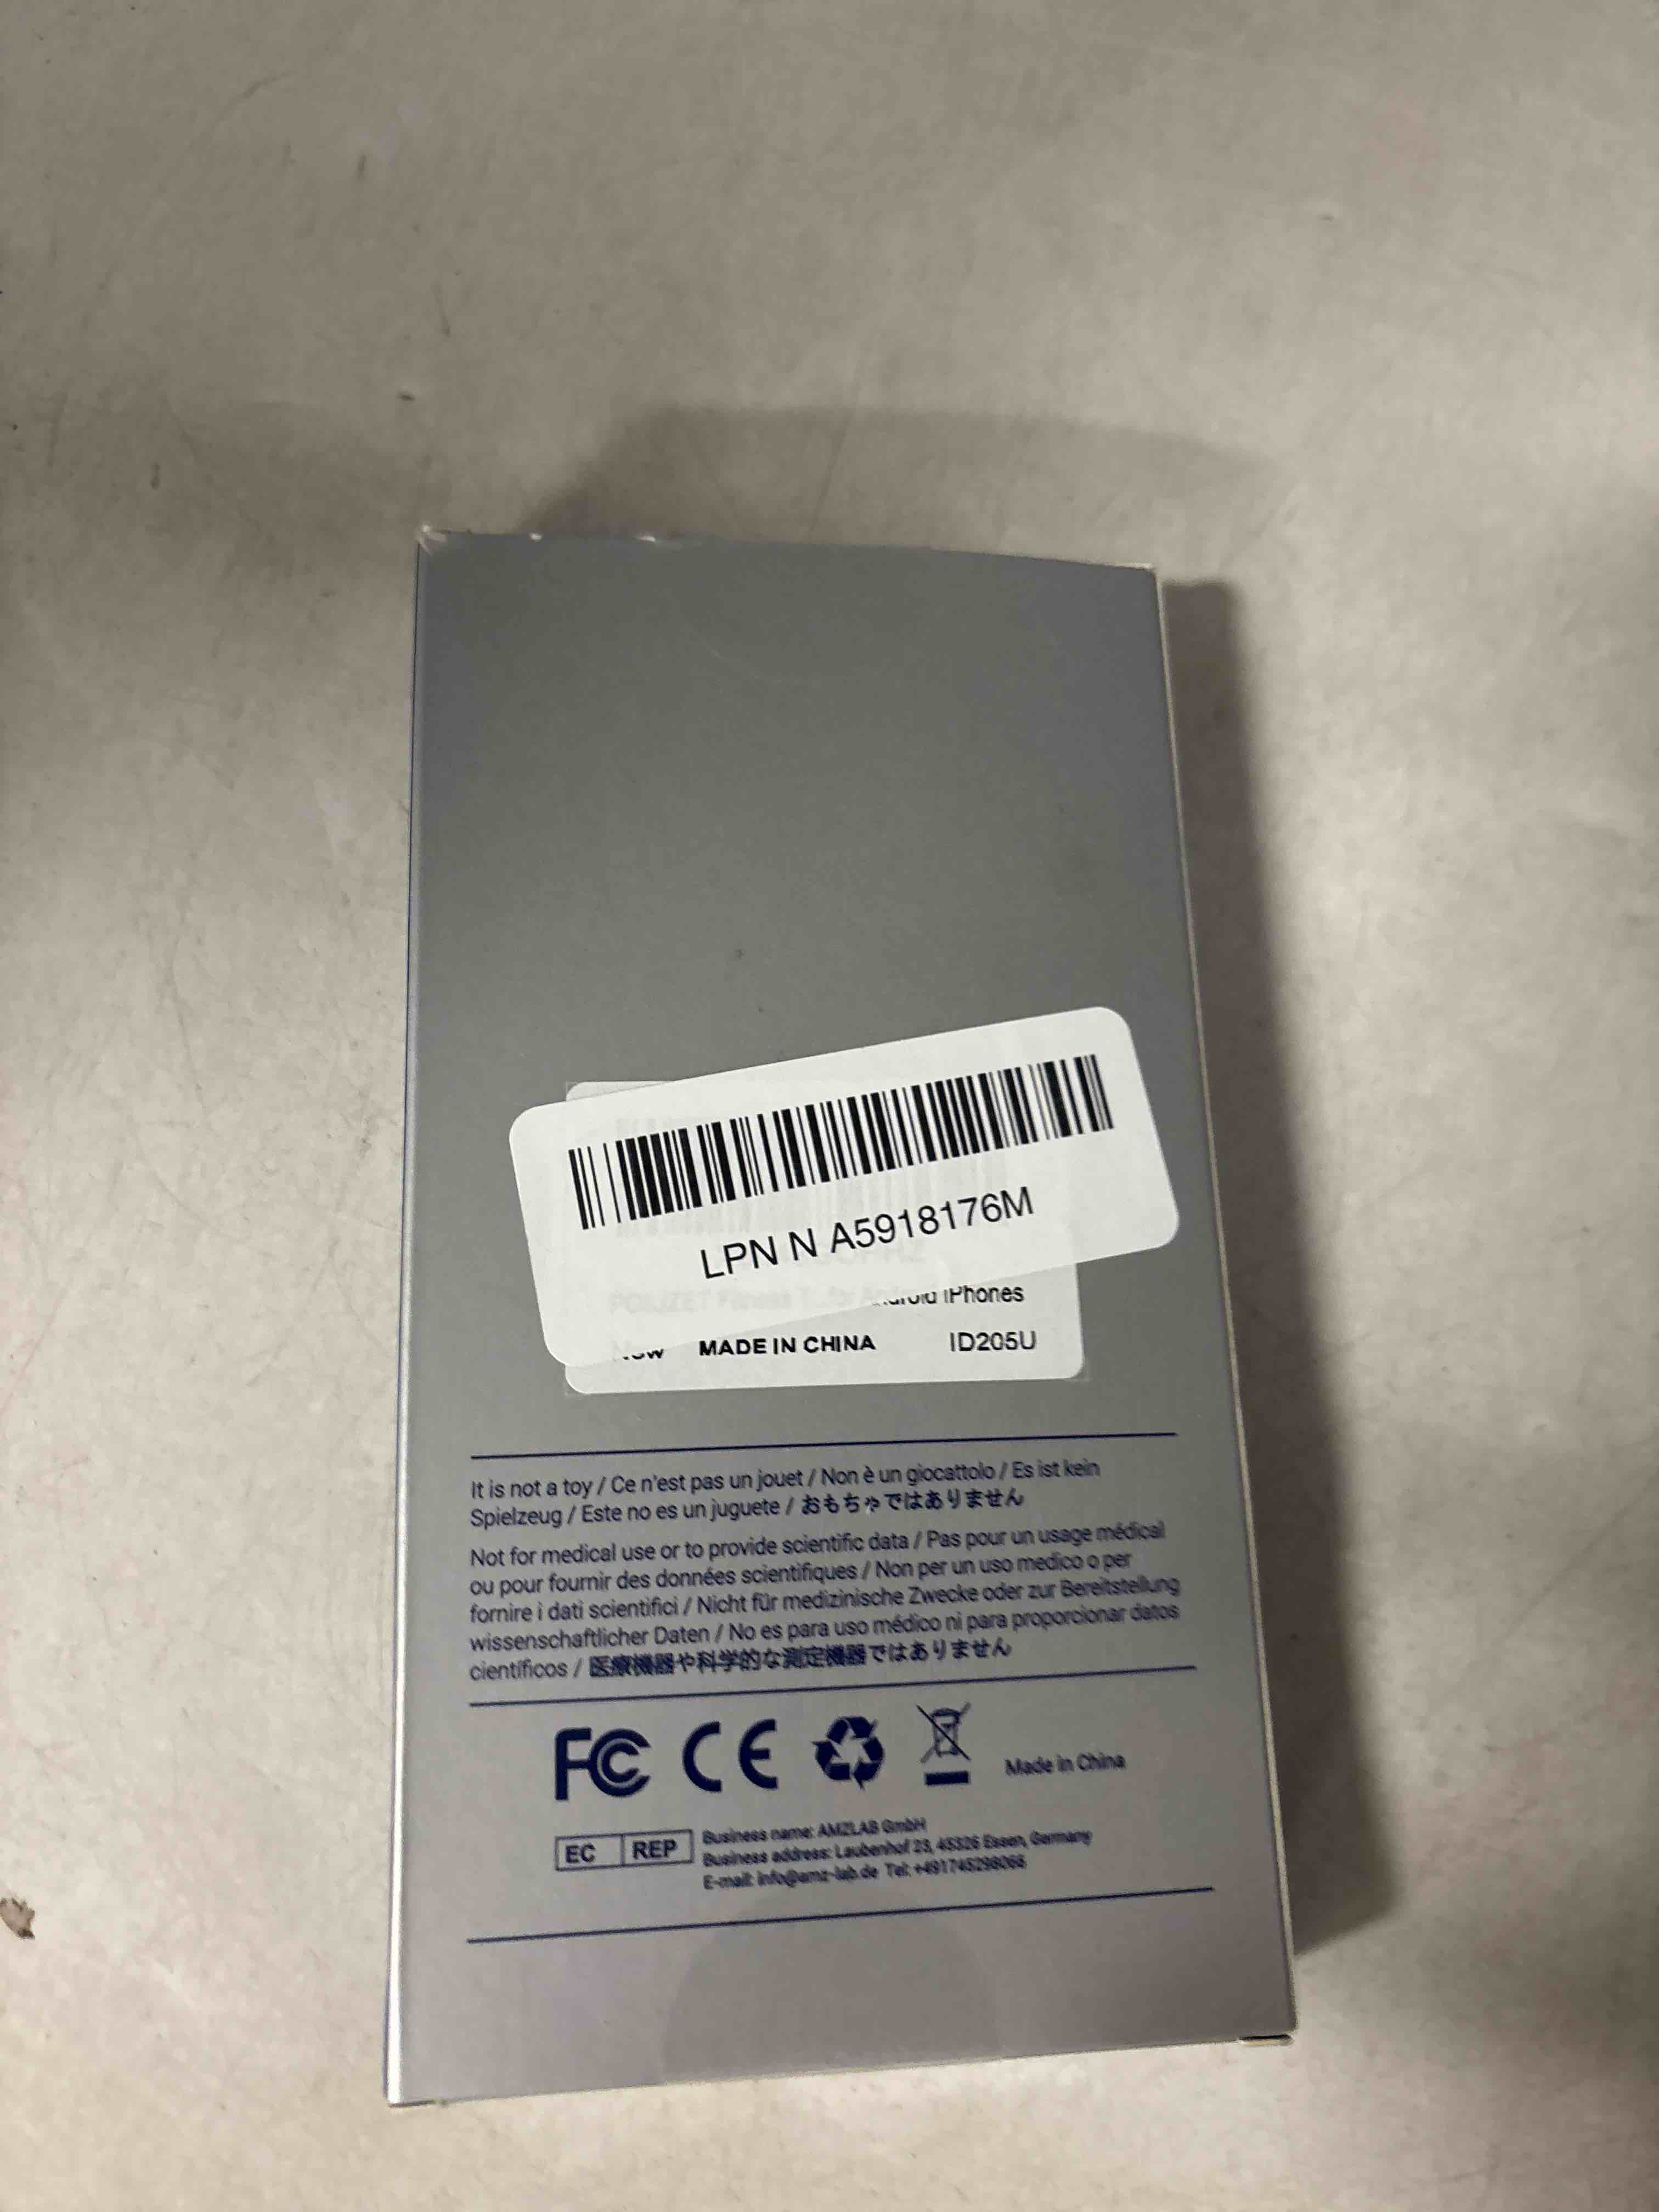 LPN N A5918176M
iPhones
MADE IN CHINA ID205U
It is not a toy / Ce n'est pas un jouet / Non è un giocattolo / Es ist kein
Spielzeug / Este no es un juguete / おもちゃではありません
Not for medical use or to provide scientific data / Pas pour un usage médical
ou pour fournir des données scientifiques / Non per un uso medico o per
fornire i dati scientifici / Nicht für medizinische Zwecke oder zur Bereitstellung
wissenschaftlicher Daten / No es para uso médico ni para proporcionar datos
científicos / 医療機器や科学的な測定機器ではありません
FC CE Made in China
EC REP
Business name: AMZLAB GmbH
Business address: Laubenhof 23, 45326 Essen, Germany
E-mail: info@amz-lab.de Tel: +491745298066